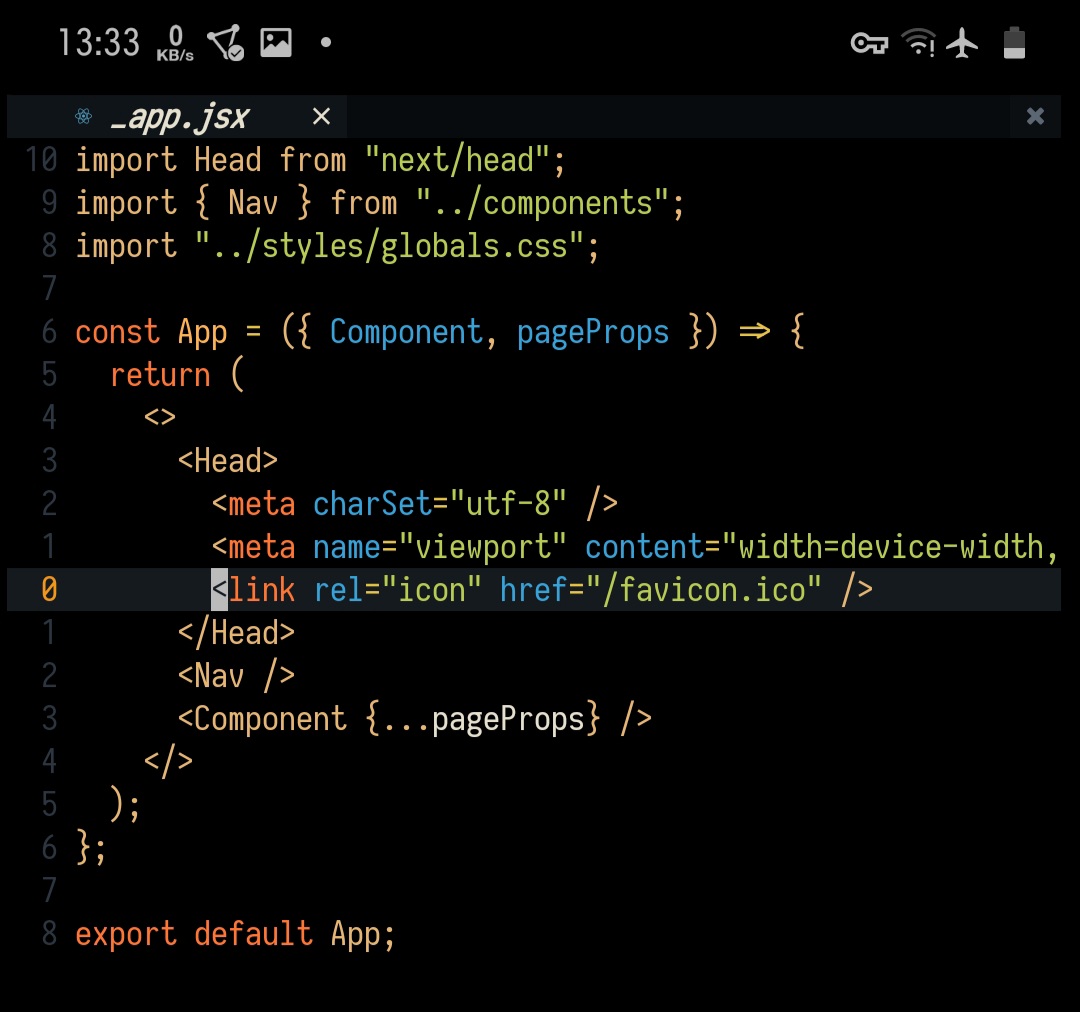 13:33 0 KB/s
_app.jsx ×
10 import Head from "next/head";
9 import { Nav } from "../components";
8 import "../styles/globals.css";
7
6 const App = ({ Component, pageProps }) => {
5   return (
4     <>
3       <Head>
2         <meta charSet="utf-8" />
1         <meta name="viewport" content="width=device-width,
0         <link rel="icon" href="/favicon.ico" />
1       </Head>
2       <Nav />
3       <Component {...pageProps} />
4     </>
5   );
6 };
7
8 export default App;